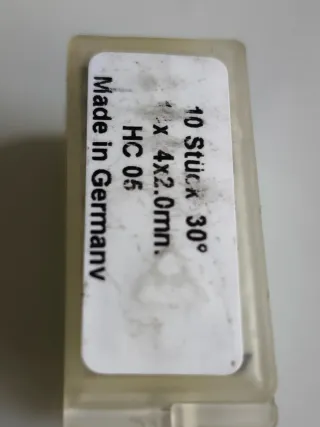 10 Stück 30°
x 4x2.0mm
HC 05
Made in Germany